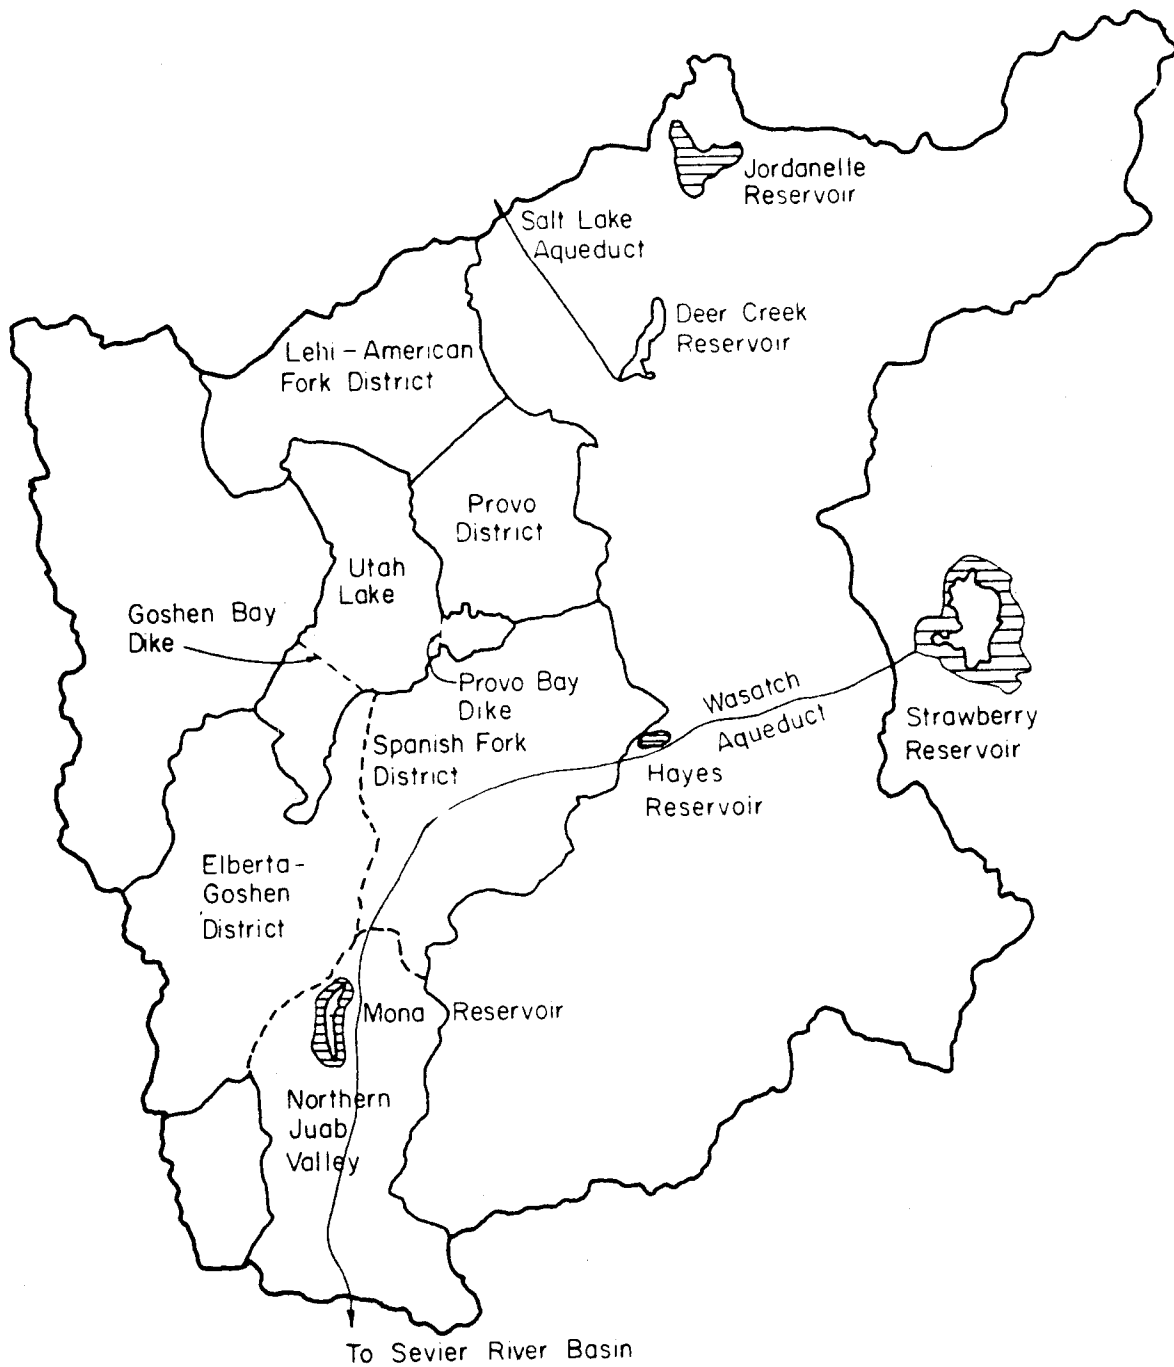 Jordanelle
Reservoir
Salt Lake
Aqueduct
Deer Creek
Reservoir
Lehi – American
Fork District
Provo
District
Utah
Lake
Goshen Bay
Dike
Provo Bay
Dike
Wasatch
Aqueduct
Strawberry
Reservoir
Spanish Fork
District
Hayes
Reservoir
Elberta –
Goshen
District
Mona Reservoir
Northern
Juab
Valley
To Sevier River Basin